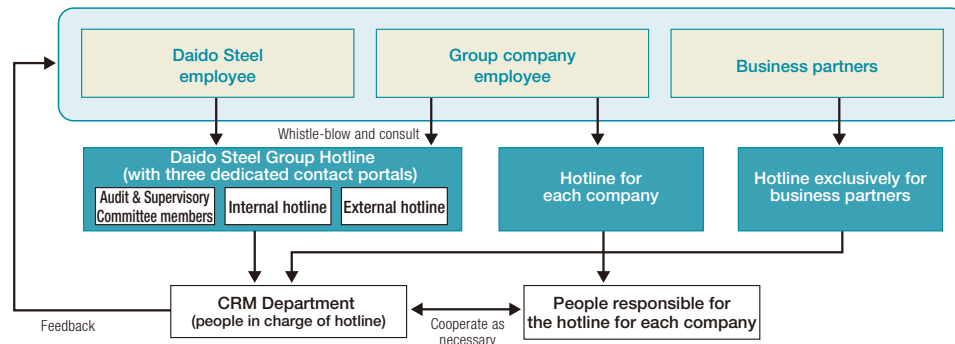 Daido Steel
employee
Group company
employee
Business partners
Whistle-blow and consult
Daido Steel Group Hotline
(with three dedicated contact portals)
Audit & Supervisory
Committee members
Internal hotline
External hotline
Hotline for
each company
Hotline exclusively for
business partners
CRM Department
(people in charge of hotline)
People responsible for
the hotline for each company
Feedback
Cooperate as
necessary